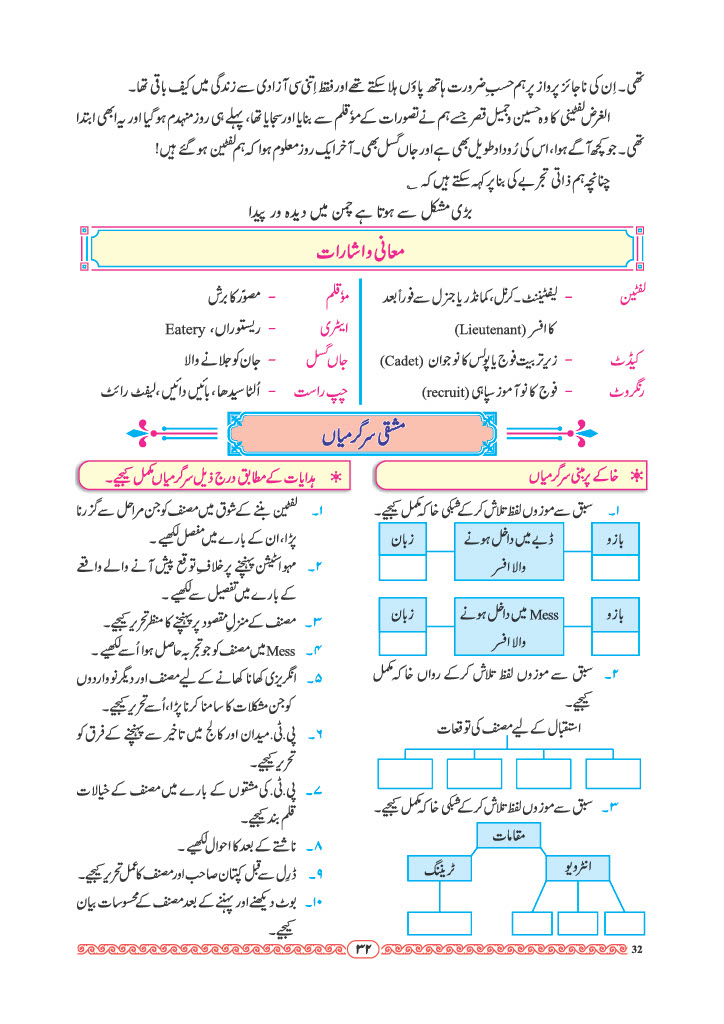 تھی۔ اِن کی ناجائز پرواز پر ہم حسبِ ضرورت ہاتھ پاؤں ہلا سکتے تھے اور فقط اِتنی سی آزادی سے زندگی میں کیف باقی تھا۔
الغرض لفٹینی کا وہ حسین و جمیل قصر جسے ہم نے تصورات کے مؤقلم سے بنایا اور سجایا تھا، پہلے ہی روز منہدم ہو گیا اور یہ ابھی ابتدا
تھی۔ جو کچھ آگے ہوا، اس کی رُوداد طویل بھی ہے اور جاں گسل بھی۔ آخر ایک روز معلوم ہوا کہ ہم لفٹین ہو گئے ہیں!
چنانچہ ہم ذاتی تجربے کی بنا پر کہہ سکتے ہیں کہ ؎
بڑی مشکل سے ہوتا ہے چمن میں دیدہ ور پیدا
معانی و اشارات
لفٹین – لیفٹیننٹ۔ کرنل، کمانڈر یا جنرل سے فوراً بعد
کا افسر (Lieutenant)
کیڈٹ – زیرِ تربیت فوج یا پولس کا نوجوان (Cadet)
رنگروٹ – فوج کا نوآموز سپاہی (recruit)
مؤقلم – مصوّر کا برش
ایٹری – ریستوراں، Eatery
جاں گسل – جان کو جلانے والا
چپ راست – اُلٹا سیدھا، بائیں دائیں، لیفٹ رائٹ
مشقی سرگرمیاں
* خاکے پر مبنی سرگرمیاں
۱۔ سبق سے موزوں لفظ تلاش کر کے شبکی خاکہ مکمل کیجیے۔
بازو
ڈبے میں داخل ہونے
والا افسر
زبان
بازو
Mess میں داخل ہونے
والا افسر
زبان
۲۔ سبق سے موزوں لفظ تلاش کر کے رواں خاکہ مکمل
کیجیے۔
استقبال کے لیے مصنف کی توقعات
۳۔ سبق سے موزوں لفظ تلاش کر کے شبکی خاکہ مکمل کیجیے۔
مقامات
انٹرویو
ٹریننگ
* ہدایات کے مطابق درج ذیل سرگرمیاں مکمل کیجیے۔
۱۔ لفٹین بننے کے شوق میں مصنف کو جن مراحل سے گزرنا
پڑا، ان کے بارے میں مفصل لکھیے۔
۲۔ مہو اسٹیشن پہنچنے پر خلافِ توقع پیش آنے والے واقعے
کے بارے میں تفصیل سے لکھیے۔
۳۔ مصنف کے منزلِ مقصود پر پہنچنے کا منظر تحریر کیجیے۔
۴۔ Mess میں مصنف کو جو تجربہ حاصل ہوا اُسے لکھیے۔
۵۔ انگریزی کھانا کھانے کے لیے مصنف اور دیگر نوواردوں
کو جن مشکلات کا سامنا کرنا پڑا، اُسے تحریر کیجیے۔
۶۔ پی.ٹی. میدان اور کالج میں تاخیر سے پہنچنے کے فرق کو
تحریر کیجیے۔
۷۔ پی.ٹی. کی مشقوں کے بارے میں مصنف کے خیالات
قلم بند کیجیے۔
۸۔ ناشتے کے بعد کا احوال لکھیے۔
۹۔ ڈرِل سے قبل کپتان صاحب اور مصنف کا عمل تحریر کیجیے۔
۱۰۔ بوٹ دیکھنے اور پہننے کے بعد مصنف کے محسوسات بیان
کیجیے۔
۳۲
32